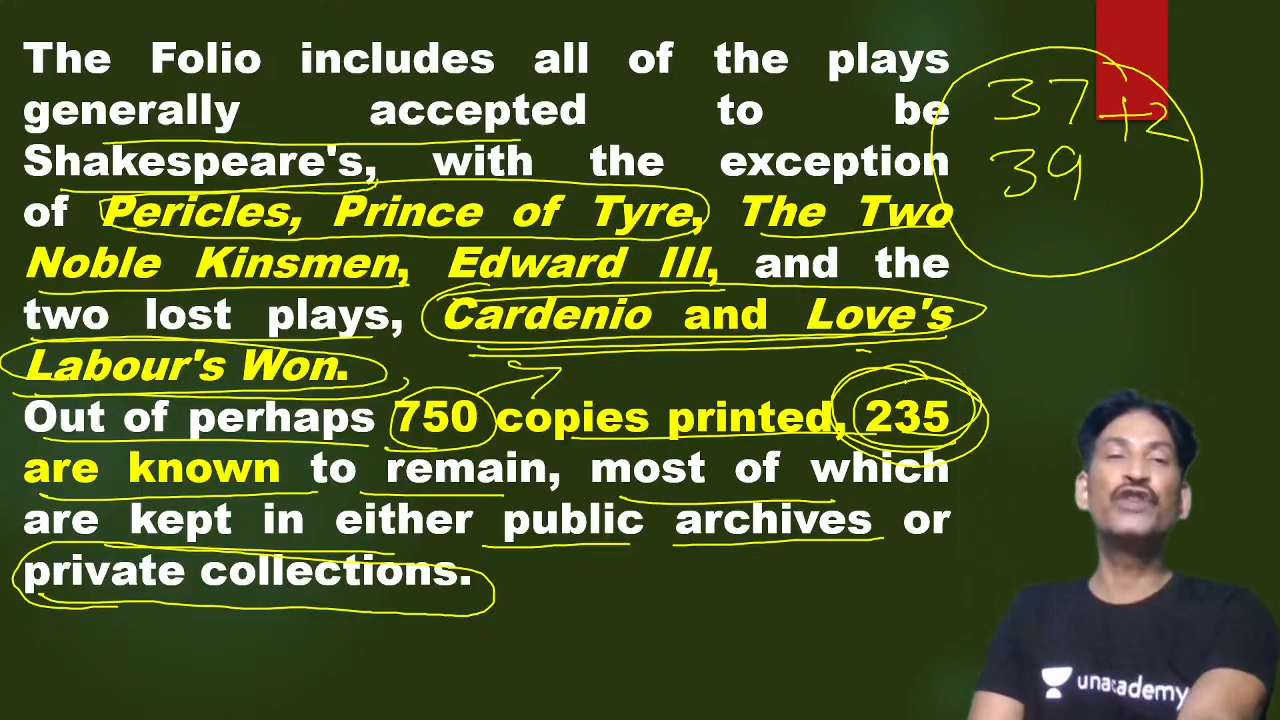 The Folio includes all of the plays
generally accepted to be
Shakespeare's, with the exception
of Pericles, Prince of Tyre, The Two
Noble Kinsmen, Edward III, and the
two lost plays, Cardenio and Love's
Labour's Won.
Out of perhaps 750 copies printed, 235
are known to remain, most of which
are kept in either public archives or
private collections.
37 +2
39
unacademy